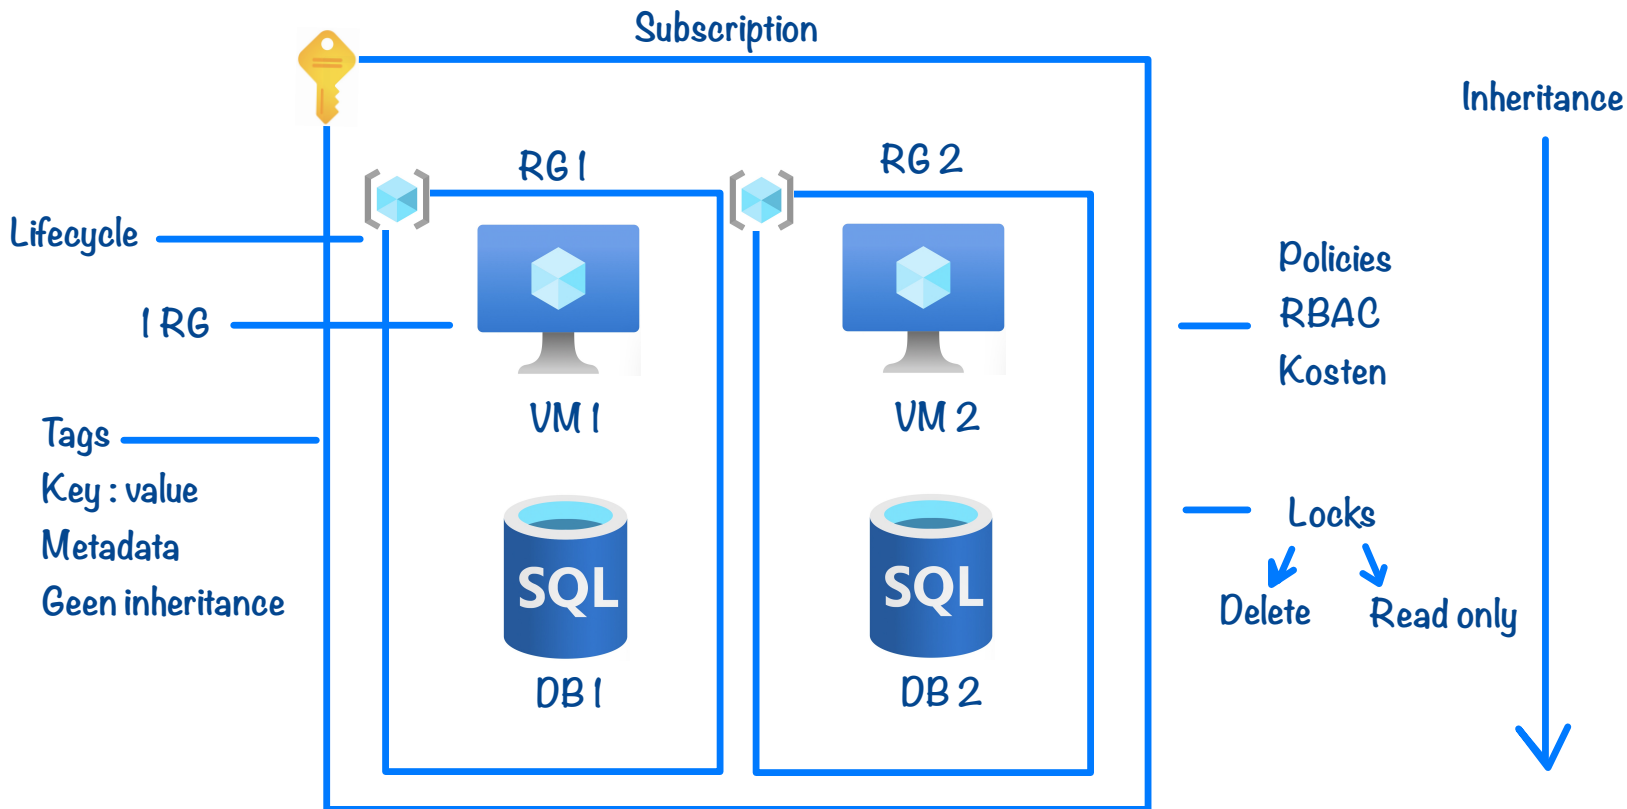 Subscription
Inheritance
RG 1
RG 2
Lifecycle
1 RG
VM 1
VM 2
Policies
RBAC
Kosten
Tags
Key : value
Metadata
Geen inheritance
SQL
SQL
Locks
Delete
Read only
DB 1
DB 2